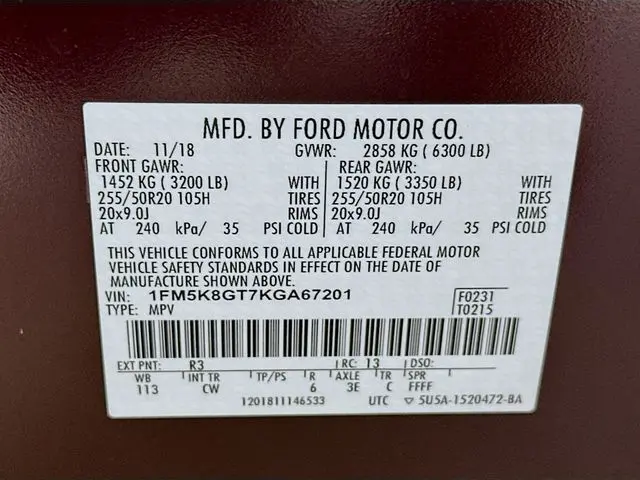 MFD. BY FORD MOTOR CO.
DATE: 11/18 GVWR: 2858 KG ( 6300 LB)
FRONT GAWR: REAR GAWR:
1452 KG ( 3200 LB) WITH 1520 KG ( 3350 LB) WITH
255/50R20 105H TIRES 255/50R20 105H TIRES
20x9.0J RIMS 20x9.0J RIMS
AT 240 kPa/ 35 PSI COLD AT 240 kPa/ 35 PSI COLD
THIS VEHICLE CONFORMS TO ALL APPLICABLE FEDERAL MOTOR
VEHICLE SAFETY STANDARDS IN EFFECT ON THE DATE OF
MANUFACTURE SHOWN ABOVE.
VIN: 1FM5K8GT7KGA67201 F0231
TYPE: MPV T0215
EXT PNT: R3 RC: 13 DSO:
WB INT TR TP/PS R AXLE TR SPR
113 CW 6 3E C FFFF
1201811146533 UTC ▽ 5U5A-1520472-BA